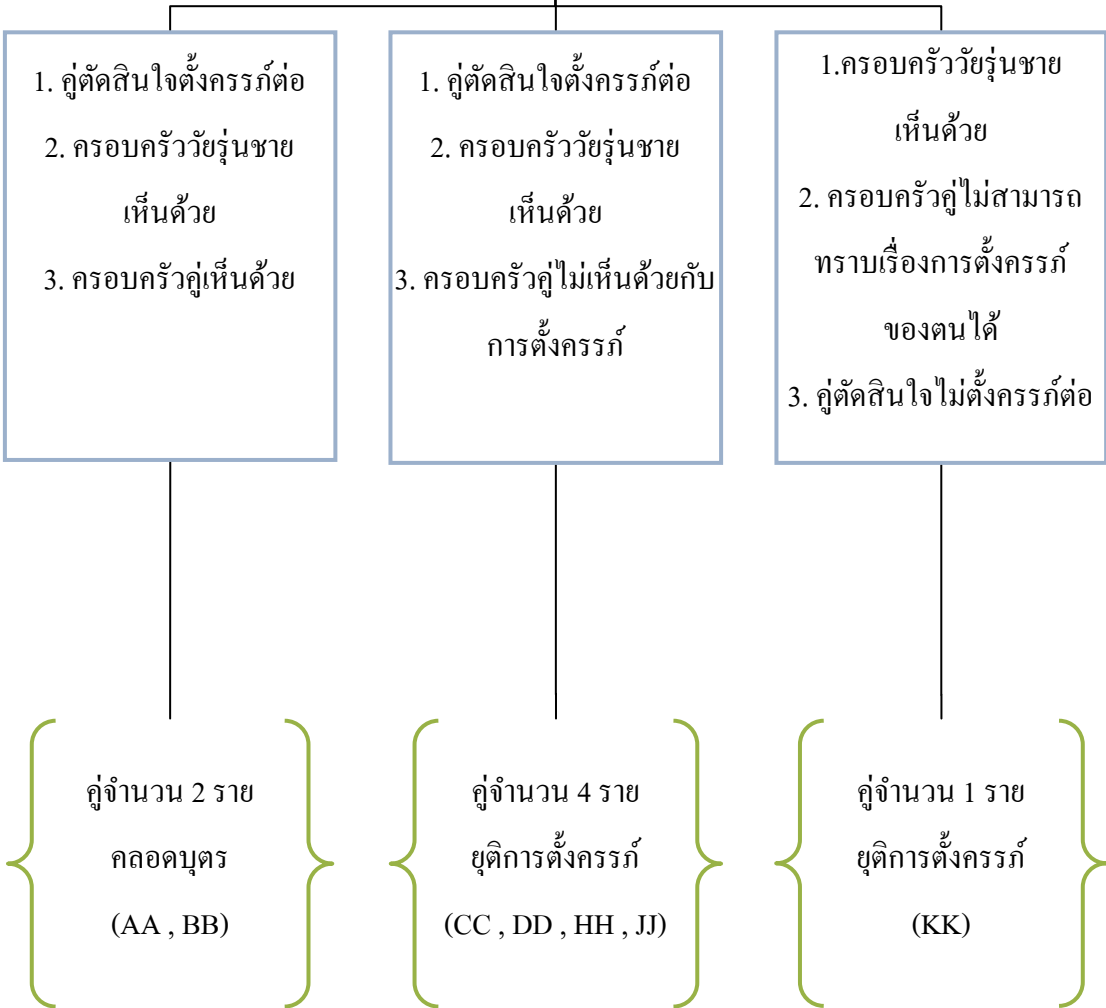 1. คู่ตัดสินใจตั้งครรภ์ต่อ
2. ครอบครัววัยรุ่นชาย
เห็นด้วย
3. ครอบครัวคู่เห็นด้วย
1. คู่ตัดสินใจตั้งครรภ์ต่อ
2. ครอบครัววัยรุ่นชาย
เห็นด้วย
3. ครอบครัวคู่ไม่เห็นด้วยกับ
การตั้งครรภ์
1.ครอบครัววัยรุ่นชาย
เห็นด้วย
2. ครอบครัวคู่ไม่สามารถ
ทราบเรื่องการตั้งครรภ์
ของตนได้
3. คู่ตัดสินใจไม่ตั้งครรภ์ต่อ
คู่จำนวน 2 ราย
คลอดบุตร
(AA , BB)
คู่จำนวน 4 ราย
ยุติการตั้งครรภ์
(CC , DD , HH , JJ)
คู่จำนวน 1 ราย
ยุติการตั้งครรภ์
(KK)